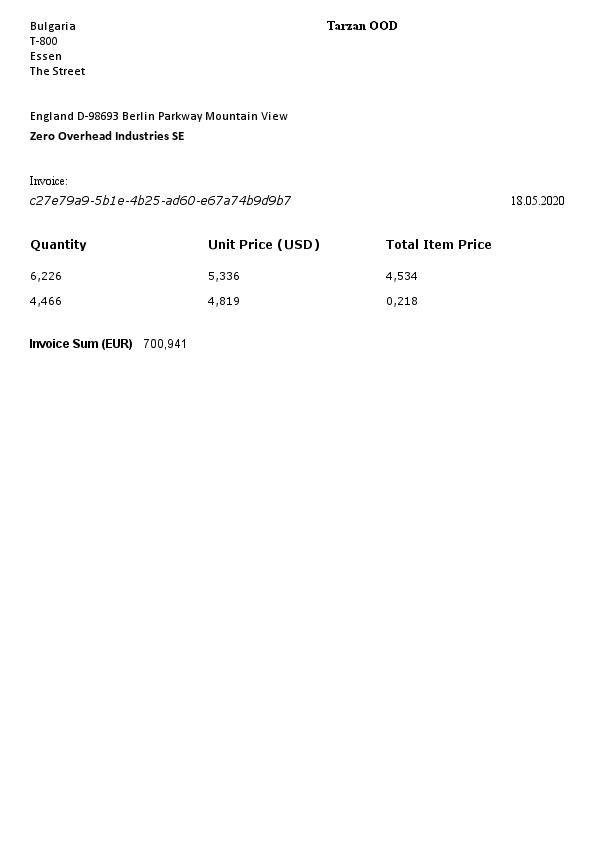 Bulgaria
Tarzan OOD
T-800
Essen
The Street
England D-98693 Berlin Parkway Mountain View
Zero Overhead Industries SE
Invoice:
c27e79a9-5b1e-4b25-ad60-e67a74b9d9b7 18.05.2020
Quantity Unit Price (USD) Total Item Price
6,226 5,336 4,534
4,466 4,819 0,218
Invoice Sum (EUR) 700,941